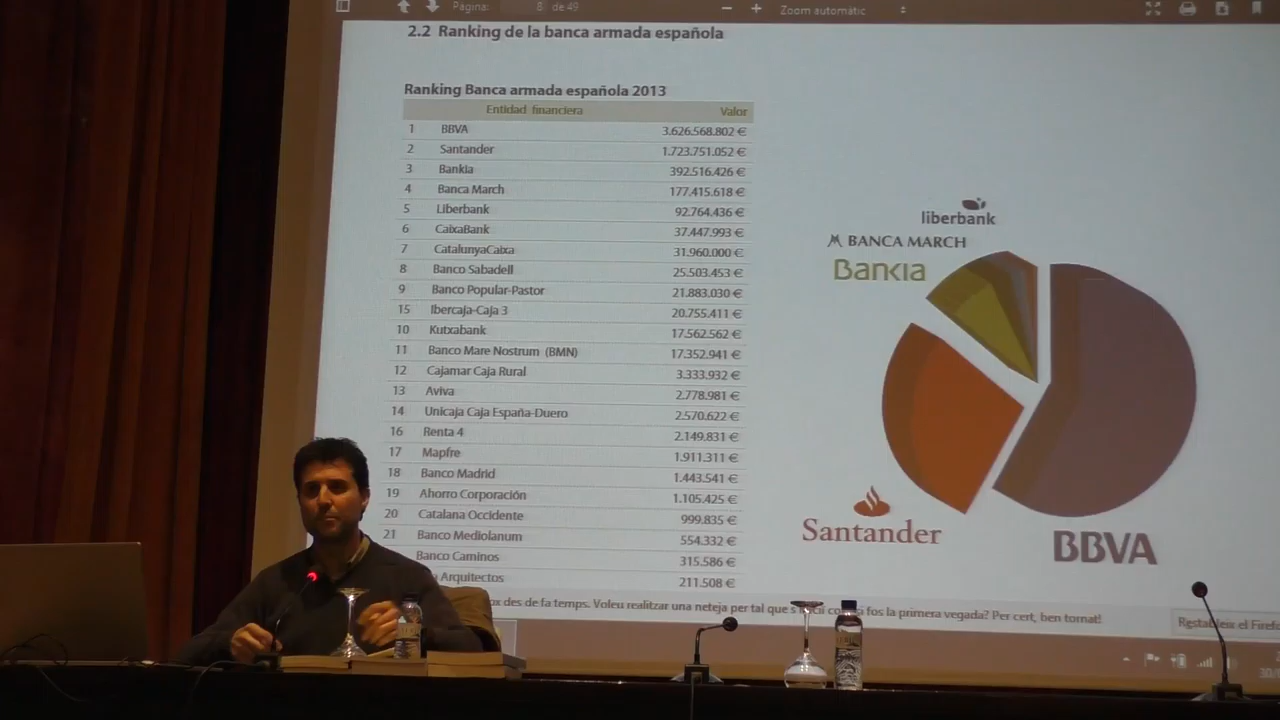 Página: 8 de 49 Zoom automàtic
2.2 Ranking de la banca armada española
Ranking Banca armada española 2013
Entidad financiera Valor
1 BBVA 3.626.568.802 €
2 Santander 1.723.751.052 €
3 Bankia 392.516.426 €
4 Banca March 177.415.618 €
5 Liberbank 92.764.436 €
6 CaixaBank 37.447.993 €
7 CatalunyaCaixa 31.960.000 €
8 Banco Sabadell 25.503.453 €
9 Banco Popular-Pastor 21.883.030 €
15 Ibercaja-Caja 3 20.755.411 €
10 Kutxabank 17.562.562 €
11 Banco Mare Nostrum (BMN) 17.352.941 €
12 Cajamar Caja Rural 3.333.932 €
13 Aviva 2.778.981 €
14 Unicaja Caja España-Duero 2.570.622 €
16 Renta 4 2.149.831 €
17 Mapfre 1.911.311 €
18 Banco Madrid 1.443.541 €
19 Ahorro Corporación 1.105.425 €
20 Catalana Occidente 999.835 €
21 Banco Mediolanum 554.332 €
Banco Caminos 315.586 €
Arquitectos 211.508 €
liberbank
BANCA MARCH
Bankia
Santander
BBVA
des de fa temps. Voleu realitzar una neteja per tal que fos la primera vegada? Per cert, ben tornat!
Restableix el Firefo